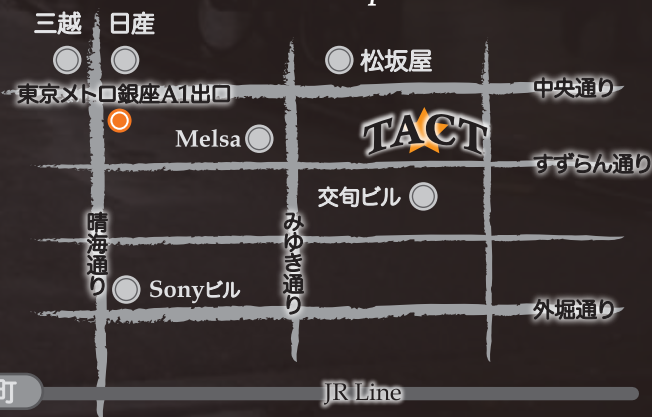 三越
日産
松坂屋
中央通り
東京メトロ銀座A1出口
Melsa
TACT
すずらん通り
交旬ビル
晴海通り
みゆき通り
Sonyビル
外堀通り
町
JR Line